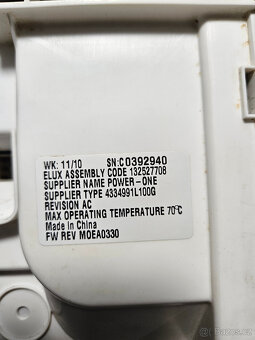 WK: 11/10 SN:C0392940
ELUX ASSEMBLY CODE 132527708
SUPPLIER NAME POWER-ONE
SUPPLIER TYPE 4334991L100G
REVISION AC
MAX OPERATING TEMPERATURE 70°C
Made in China
FW REV MOEA0330